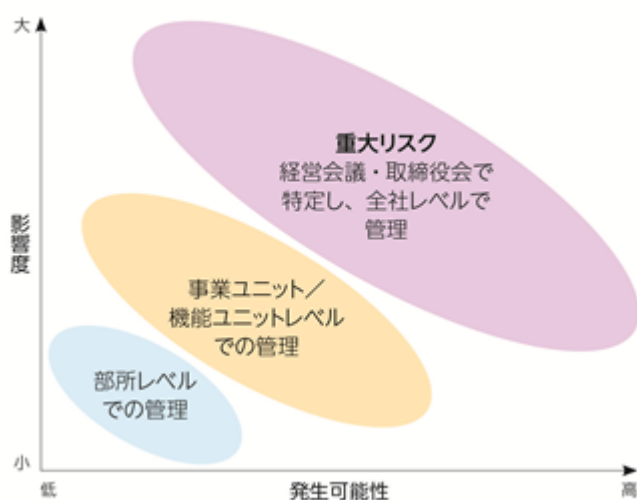 大
重大リスク
経営会議・取締役会で
特定し、全社レベルで
管理
影響度
事業ユニット／
機能ユニットレベル
での管理
部所レベル
での管理
小
低
発生可能性
高